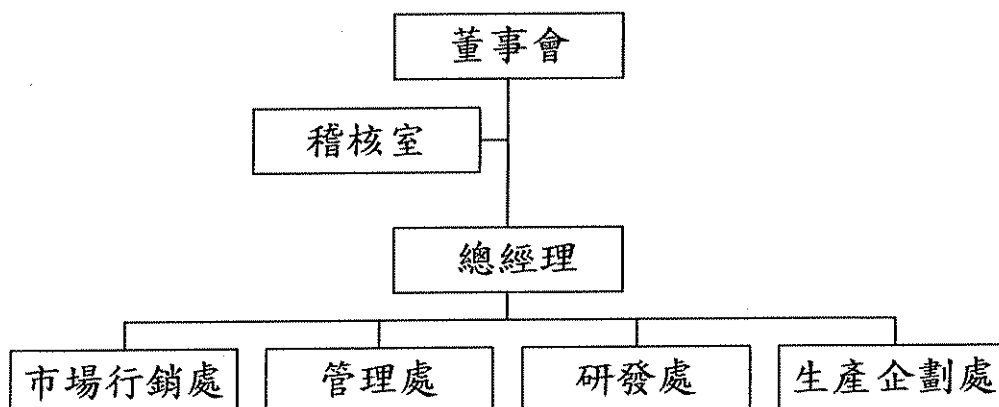 董事會
稽核室
總經理
市場行銷處
管理處
研發處
生產企劃處